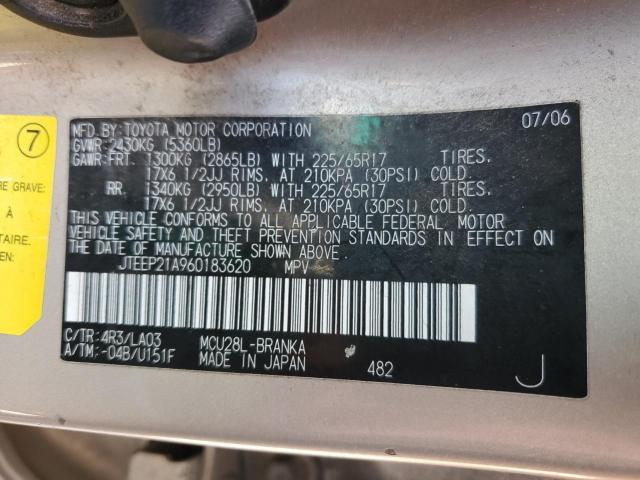 7
RE GRAVE:
À
TAIRE.
EN:
MFD.BY:TOYOTA MOTOR CORPORATION 07/06
GVWR:2430KG (5360LB)
GAWR:FRT. 1300KG (2865LB) WITH 225/65R17 TIRES.
17X6 1/2JJ RIMS. AT 210KPA (30PSI) COLD.
RR. 1340KG (2950LB) WITH 225/65R17 TIRES.
17X6 1/2JJ RIMS. AT 210KPA (30PSI) COLD.
THIS VEHICLE CONFORMS TO ALL APPLICABLE FEDERAL MOTOR
VEHICLE SAFETY AND THEFT PREVENTION STANDARDS IN EFFECT ON
THE DATE OF MANUFACTURE SHOWN ABOVE.
JTEEP21A960183620 MPV
C/TR:4R3/LA03 MCU28L-BRANKA
A/TM:-04B/U151F MADE IN JAPAN 482 J